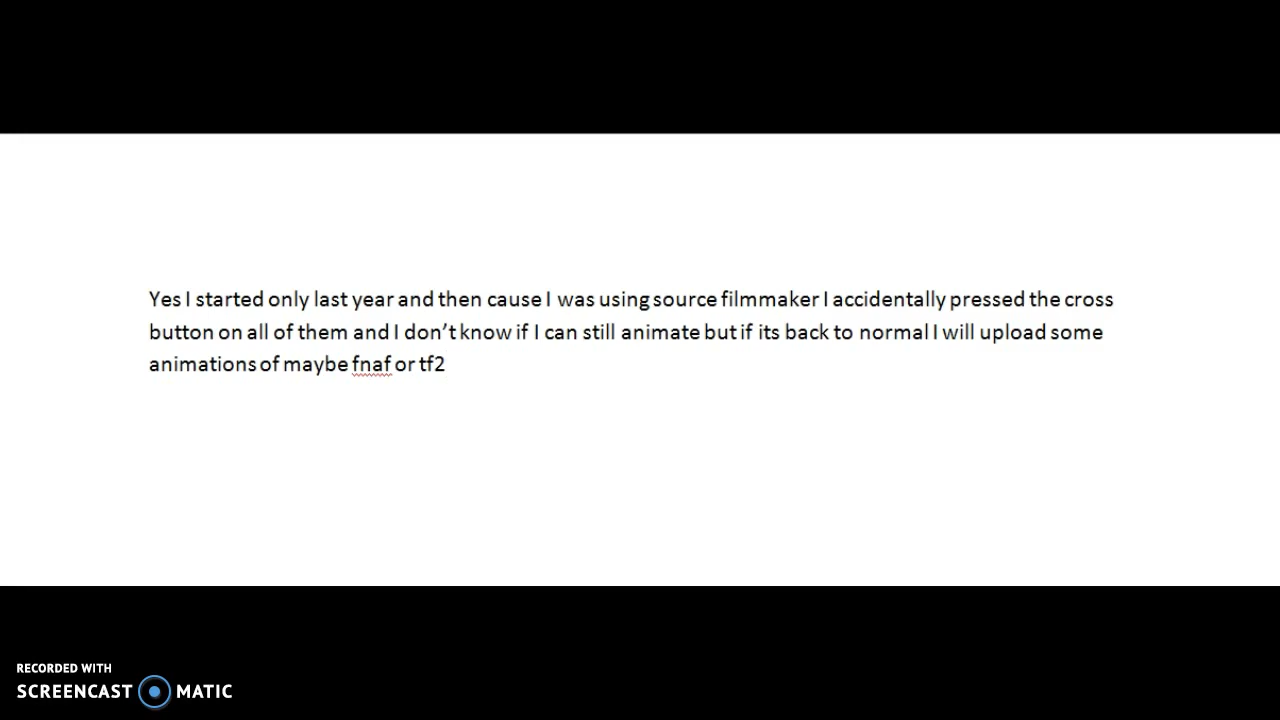 Yes I started only last year and then cause I was using source filmmaker I accidentally pressed the cross
button on all of them and I don’t know if I can still animate but if its back to normal I will upload some
animations of maybe fnaf or tf2
RECORDED WITH
SCREENCAST MATIC